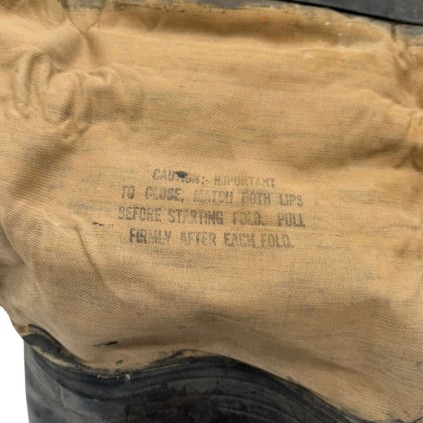 CAUTION:- IMPORTANT
TO CLOSE, MATCH BOTH LIPS
BEFORE STARTING FOLD. PULL
FIRMLY AFTER EACH FOLD.